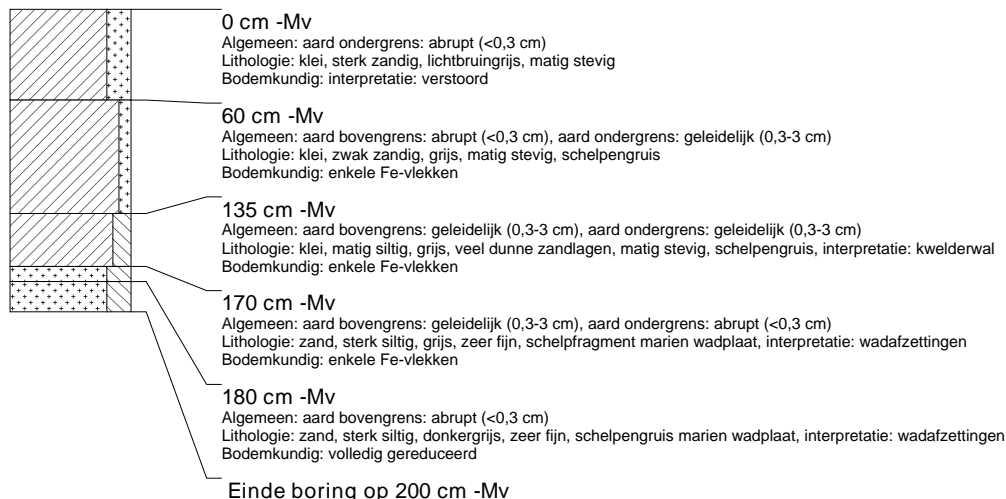 0 cm -Mv
Algemeen: aard ondergrens: abrupt (<0,3 cm)
Lithologie: klei, sterk zandig, lichtbruingrijs, matig stevig
Bodemkundig: interpretatie: verstoord
60 cm -Mv
Algemeen: aard bovengrens: abrupt (<0,3 cm), aard ondergrens: geleidelijk (0,3-3 cm)
Lithologie: klei, zwak zandig, grijs, matig stevig, schelpengruis
Bodemkundig: enkele Fe-vlekken
135 cm -Mv
Algemeen: aard bovengrens: geleidelijk (0,3-3 cm), aard ondergrens: geleidelijk (0,3-3 cm)
Lithologie: klei, matig siltig, grijs, veel dunne zandlagen, matig stevig, schelpengruis, interpretatie: kwelderwal
Bodemkundig: enkele Fe-vlekken
170 cm -Mv
Algemeen: aard bovengrens: geleidelijk (0,3-3 cm), aard ondergrens: abrupt (<0,3 cm)
Lithologie: zand, sterk siltig, grijs, zeer fijn, schelpfragment marien wadplaat, interpretatie: wadafzettingen
Bodemkundig: enkele Fe-vlekken
180 cm -Mv
Algemeen: aard bovengrens: abrupt (<0,3 cm)
Lithologie: zand, sterk siltig, donkergrijs, zeer fijn, schelpengruis marien wadplaat, interpretatie: wadafzettingen
Bodemkundig: volledig gereduceerd
Einde boring op 200 cm -Mv